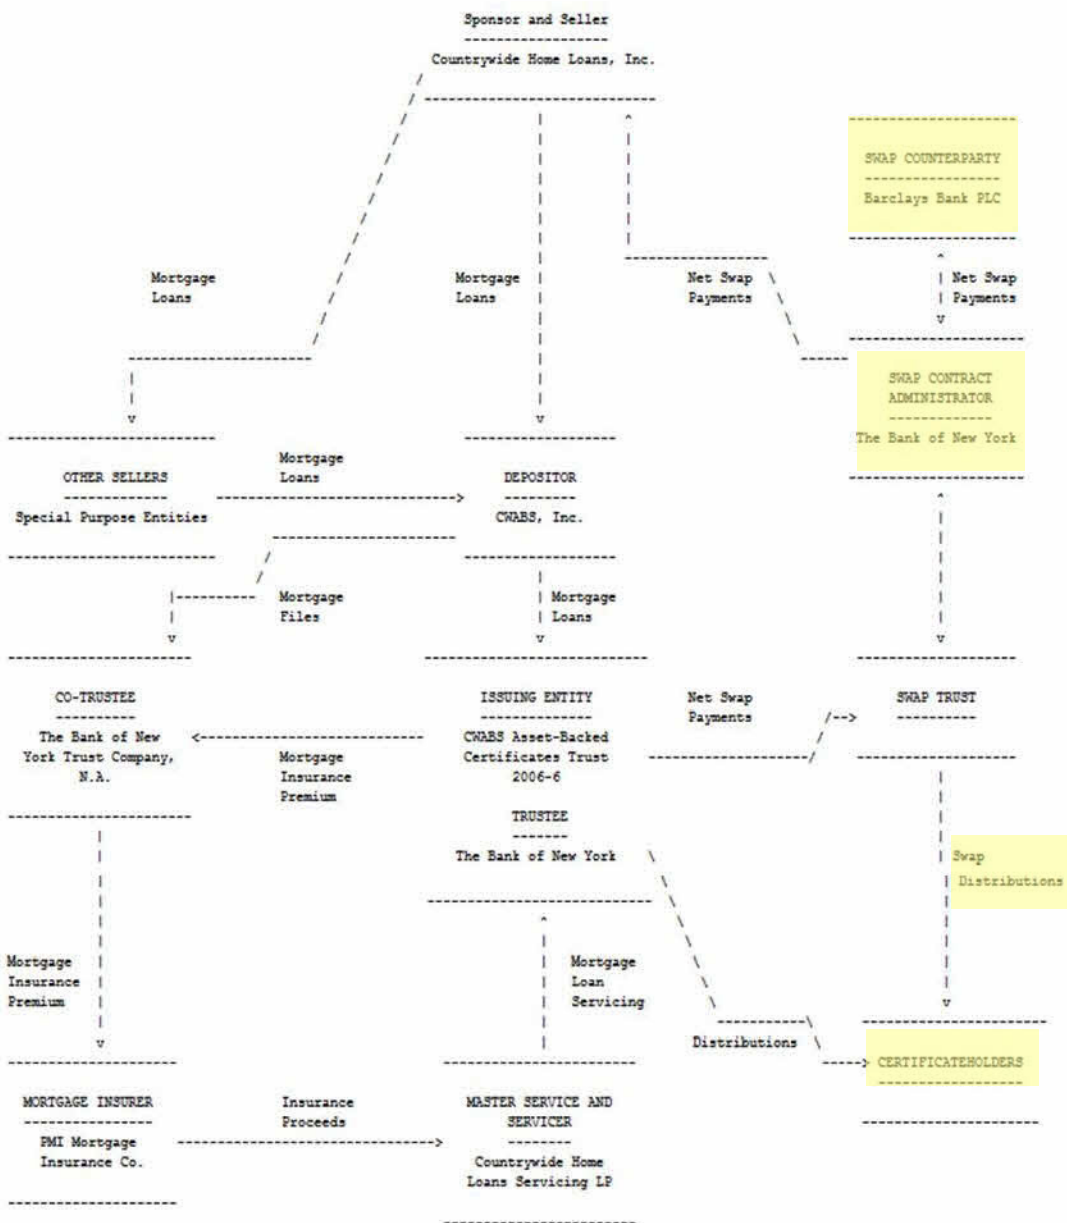 Sponsor and Seller
Countrywide Home Loans, Inc.
SWAP COUNTERPARTY
Barclays Bank PLC
Mortgage
Loans
Mortgage
Loans
Net Swap
Payments
Net Swap
Payments
SWAP CONTRACT
ADMINISTRATOR
The Bank of New York
OTHER SELLERS
Special Purpose Entities
Mortgage
Loans
DEPOSITOR
CWABS, Inc.
Mortgage
Files
Mortgage
Loans
CO-TRUSTEE
The Bank of New
York Trust Company,
N.A.
Mortgage
Insurance
Premium
ISSUING ENTITY
CWABS Asset-Backed
Certificates Trust
2006-6
TRUSTEE
The Bank of New York
Net Swap
Payments
SWAP TRUST
Swap
Distributions
Mortgage
Insurance
Premium
Mortgage
Loan
Servicing
Distributions
CERTIFICATEHOLDERS
MORTGAGE INSURER
PMI Mortgage
Insurance Co.
Insurance
Proceeds
MASTER SERVICE AND
SERVICER
Countrywide Home
Loans Servicing LP